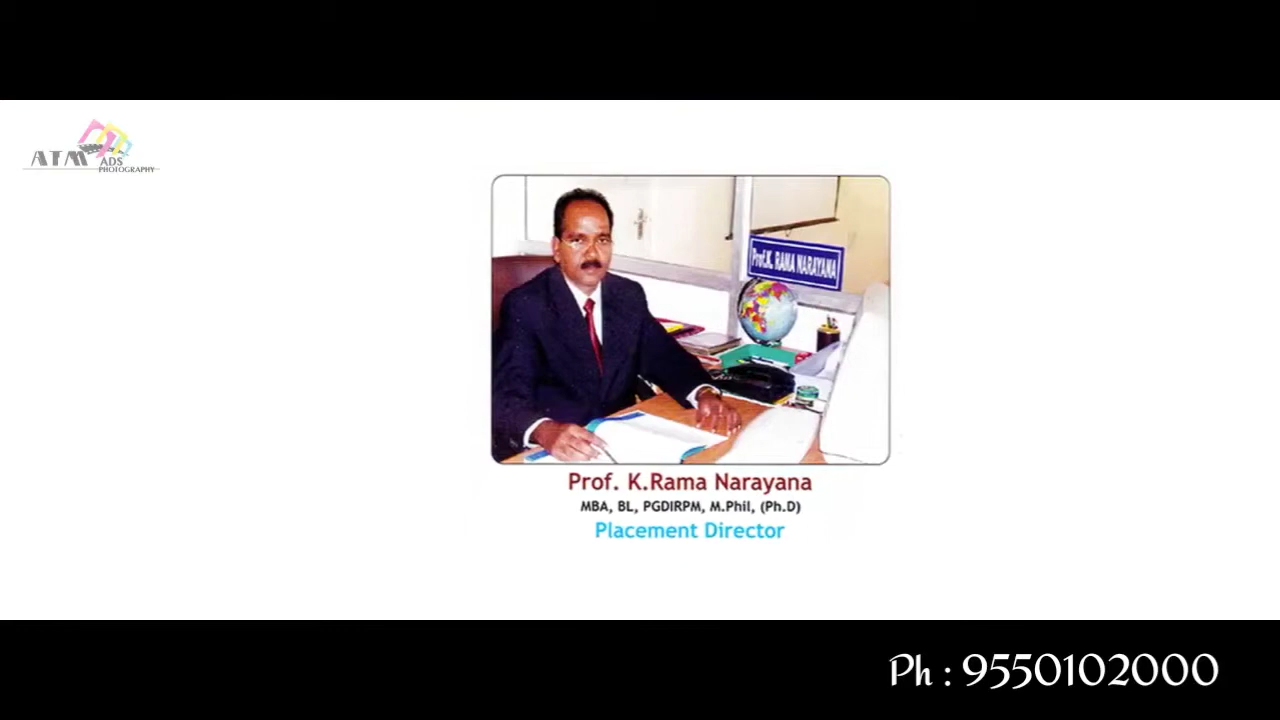 ATM ADS
PHOTOGRAPHY
Prof.K. RAMA NARAYANA
Prof. K.Rama Narayana
MBA, BL, PGDIRPM, M.Phil, (Ph.D)
Placement Director
Ph : 9550102000